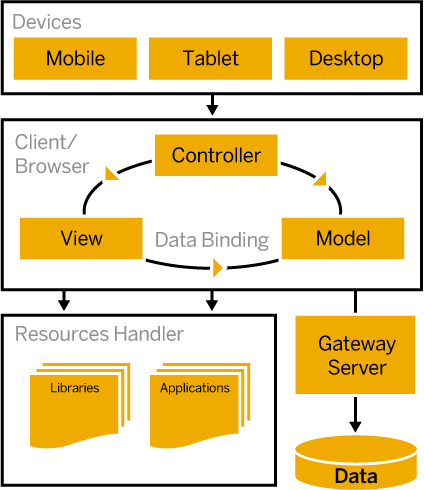 Devices
Mobile
Tablet
Desktop
Client/
Browser
Controller
View
Data Binding
Model
Resources Handler
Libraries
Applications
Gateway
Server
Data